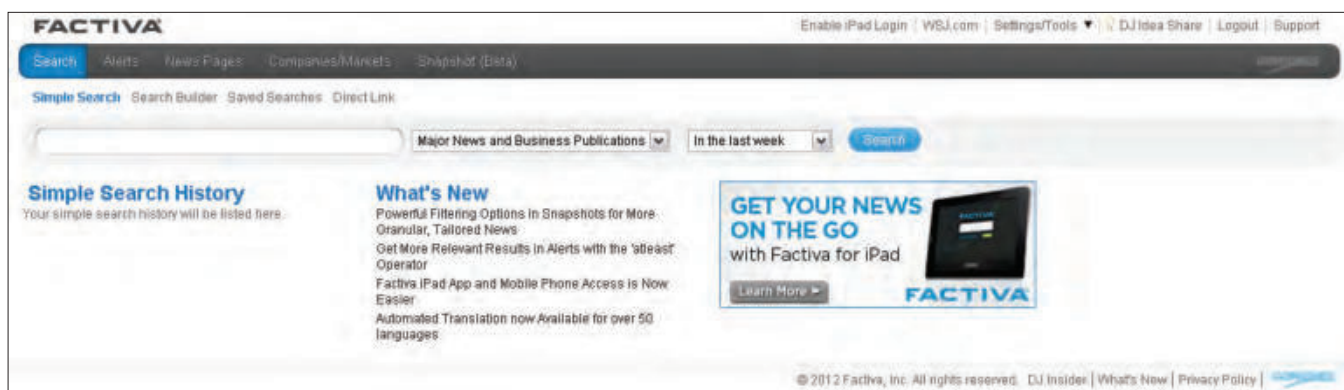 FACTIVA
Enable iPad Login | WSJ.com | Settings/Tools ▼ | DJ Idea Share | Logout | Support
Search Alerts News Pages Companies/Markets Snapshot (Beta)
Simple Search Search Builder Saved Searches Direct Link
Major News and Business Publications In the last week Search
Simple Search History
Your simple search history will be listed here.
What's New
Powerful Filtering Options in Snapshots for More
Granular, Tailored News
Get More Relevant Results in Alerts with the 'atleast'
Operator
Factiva iPad App and Mobile Phone Access is Now
Easier
Automated Translation now Available for over 50
languages
GET YOUR NEWS
ON THE GO
with Factiva for iPad
Learn More
FACTIVA
FACTIVA
© 2012 Factiva, Inc. All rights reserved. DJ Insider | What's New | Privacy Policy |